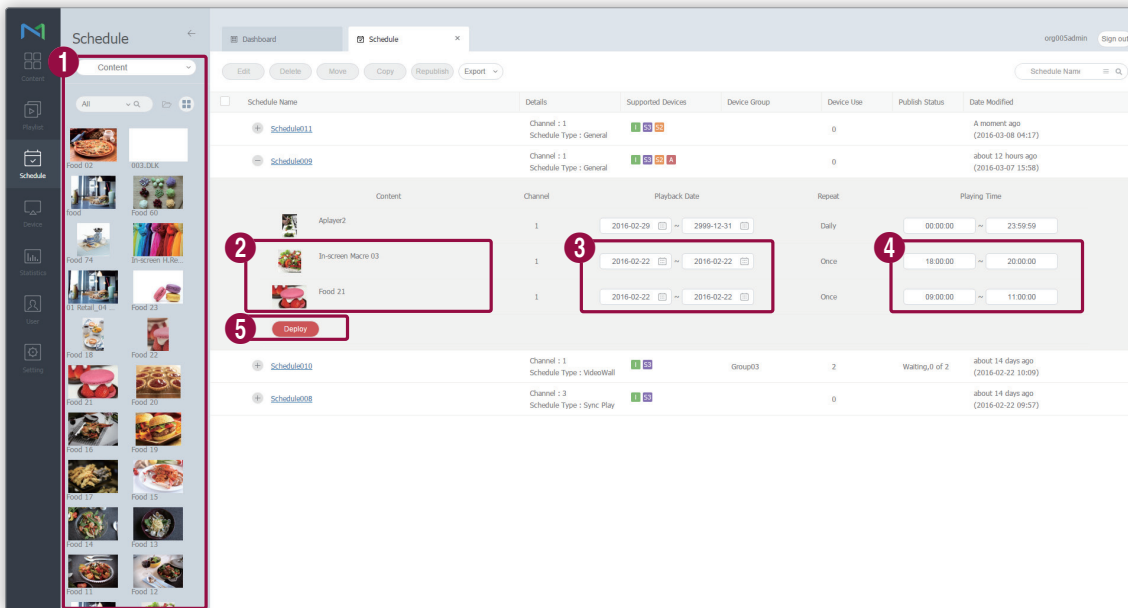 Schedule
←
Dashboard
Schedule
×
org005admin
Sign out
1
Content
Content
Playlist
Schedule
Device
Statistics
User
Setting
All
Edit
Delete
Move
Copy
Republish
Export
Schedule Name
Schedule Name
Details
Supported Devices
Device Group
Device Use
Publish Status
Date Modified
Food 02
003.DLK
food
Food 60
Food 74
In-screen H.Re...
01 Retail_04 ...
Food 23
Food 18
Food 22
Food 21
Food 20
Food 16
Food 19
Food 17
Food 15
Food 14
Food 13
Food 11
Food 12
Schedule011
Channel : 1
Schedule Type : General
I S3 S2
0
A moment ago
(2016-03-08 04:17)
Schedule009
Channel : 1
Schedule Type : General
I S3 S2 A
0
about 12 hours ago
(2016-03-07 15:58)
Content
Channel
Playback Date
Repeat
Playing Time
Aplayer2
1
2016-02-29 ~ 2999-12-31
Daily
00:00:00 ~ 23:59:59
2
3
4
In-screen Macre 03
1
2016-02-22 ~ 2016-02-22
Once
18:00:00 ~ 20:00:00
Food 21
1
2016-02-22 ~ 2016-02-22
Once
09:00:00 ~ 11:00:00
5
Deploy
Schedule010
Channel : 1
Schedule Type : VideoWall
I S3
Group03
2
Waiting,0 of 2
about 14 days ago
(2016-02-22 10:09)
Schedule008
Channel : 3
Schedule Type : Sync Play
I S3
0
about 14 days ago
(2016-02-22 09:57)